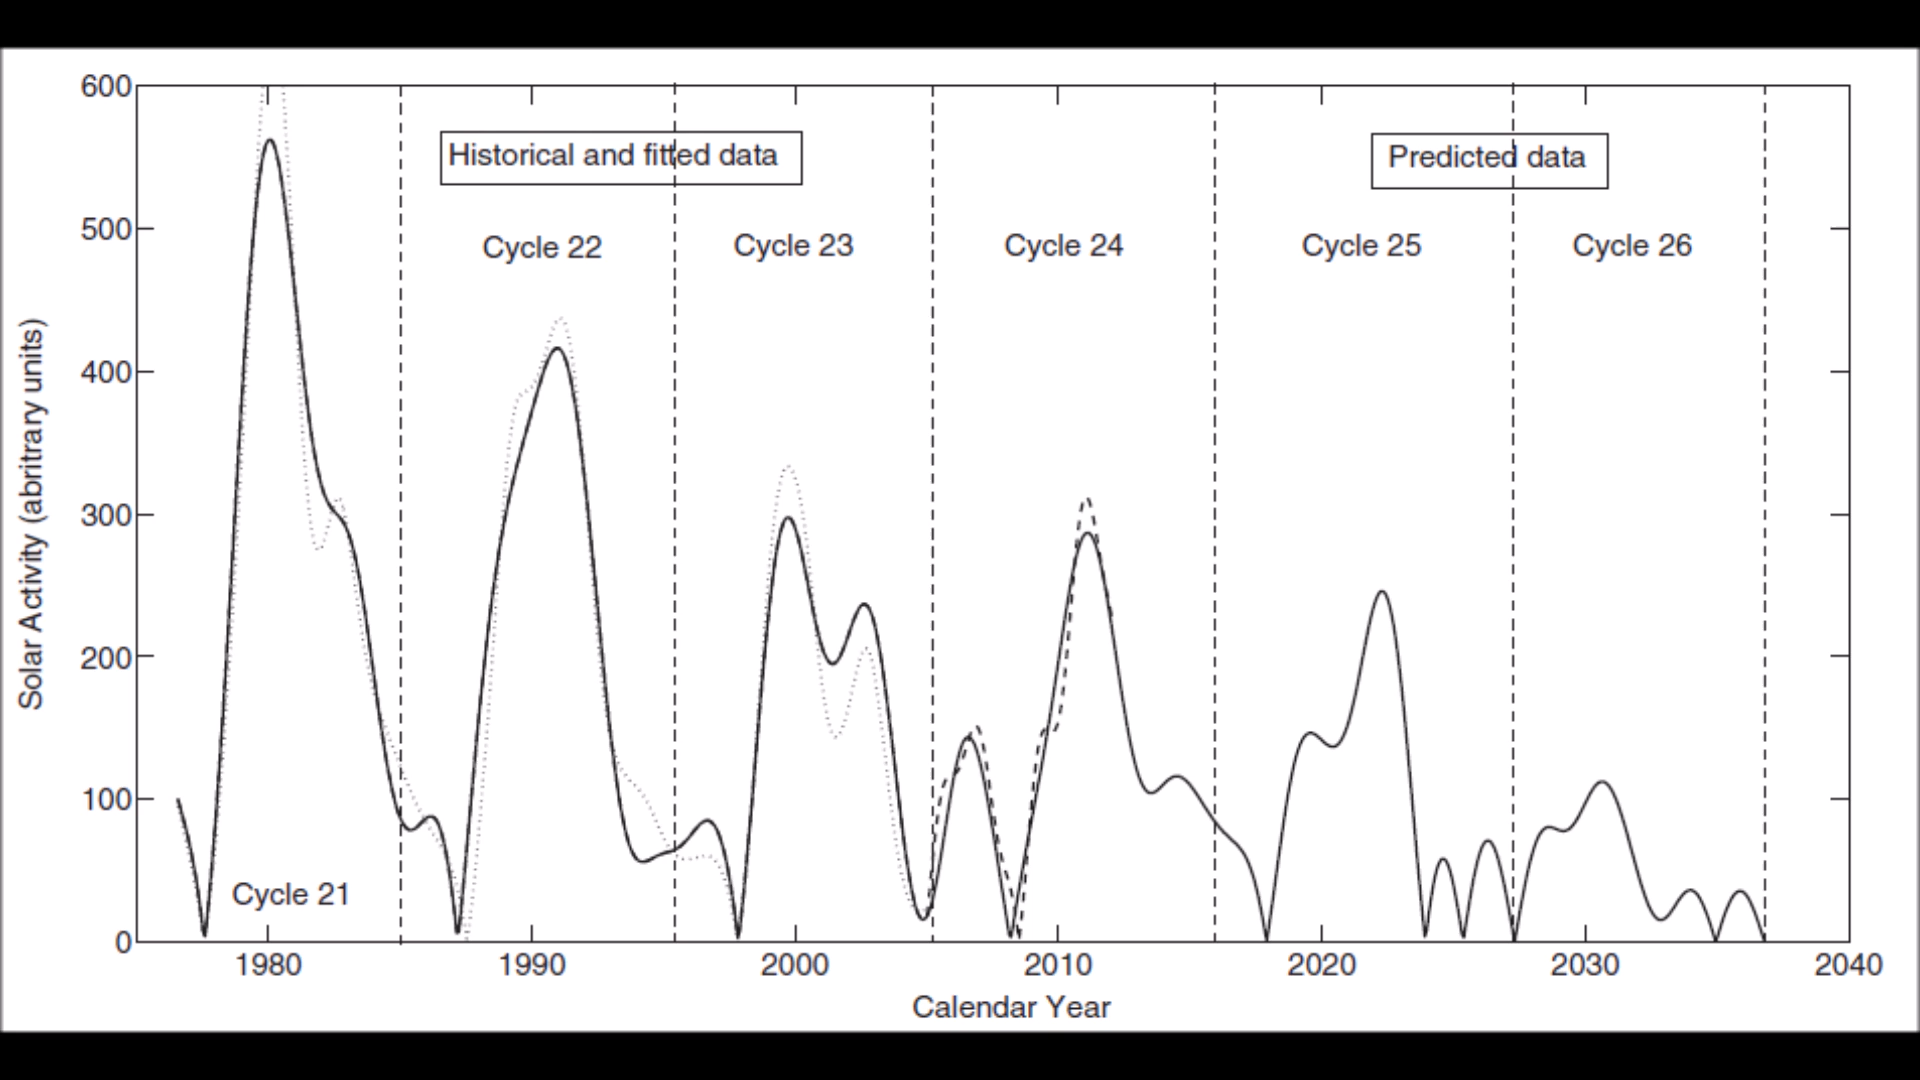 600
500
400
300
200
100
0
Solar Activity (abritrary units)
Historical and fitted data
Predicted data
Cycle 22
Cycle 23
Cycle 24
Cycle 25
Cycle 26
Cycle 21
1980
1990
2000
2010
2020
2030
2040
Calendar Year